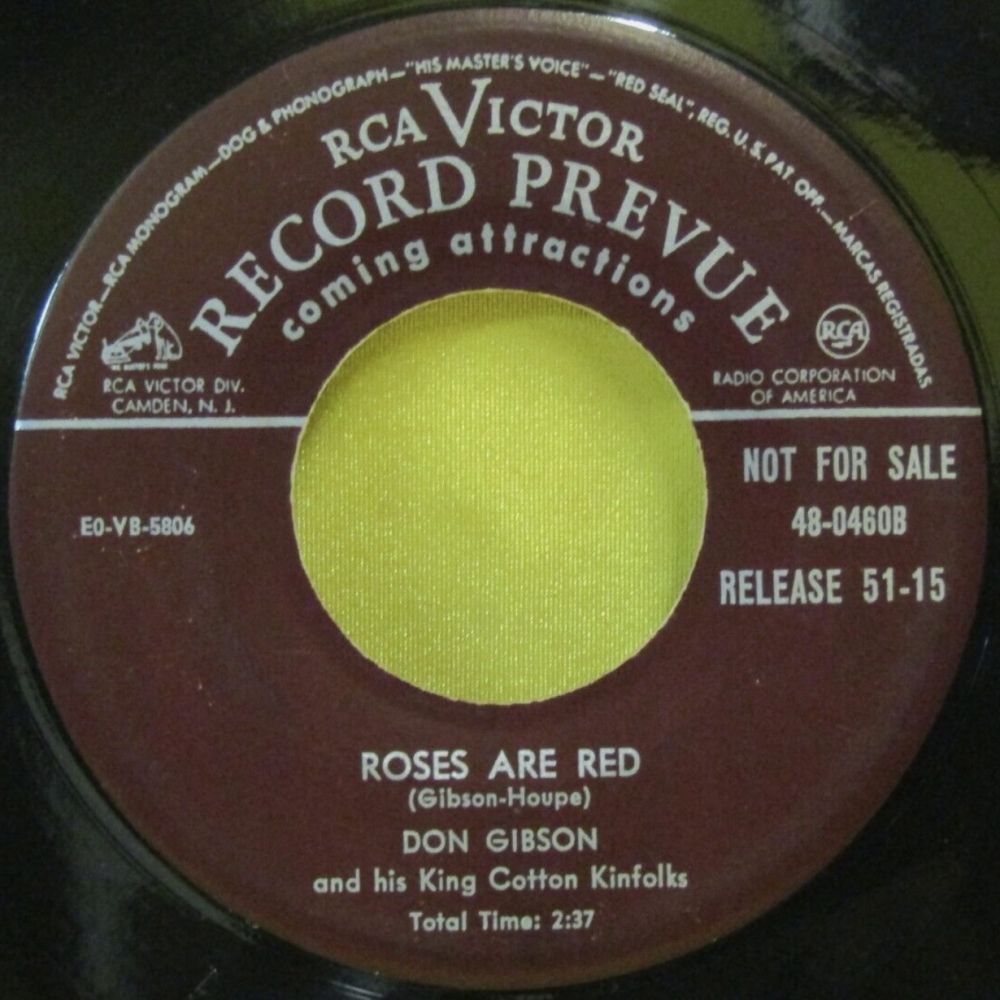 RCA VICTOR—RCA MONOGRAM—DOG & PHONOGRAPH—"HIS MASTER'S VOICE"—"RED SEAL", REG. U. S. PAT. OFF.—MARCAS REGISTRADAS
RCA VICTOR
RECORD PREVUE
coming attractions
"HIS MASTER'S VOICE"
RCA
RCA VICTOR DIV.
CAMDEN, N. J.
RADIO CORPORATION
OF AMERICA
NOT FOR SALE
E0-VB-5806
48-0460B
RELEASE 51-15
ROSES ARE RED
(Gibson-Houpe)
DON GIBSON
and his King Cotton Kinfolks
Total Time: 2:37